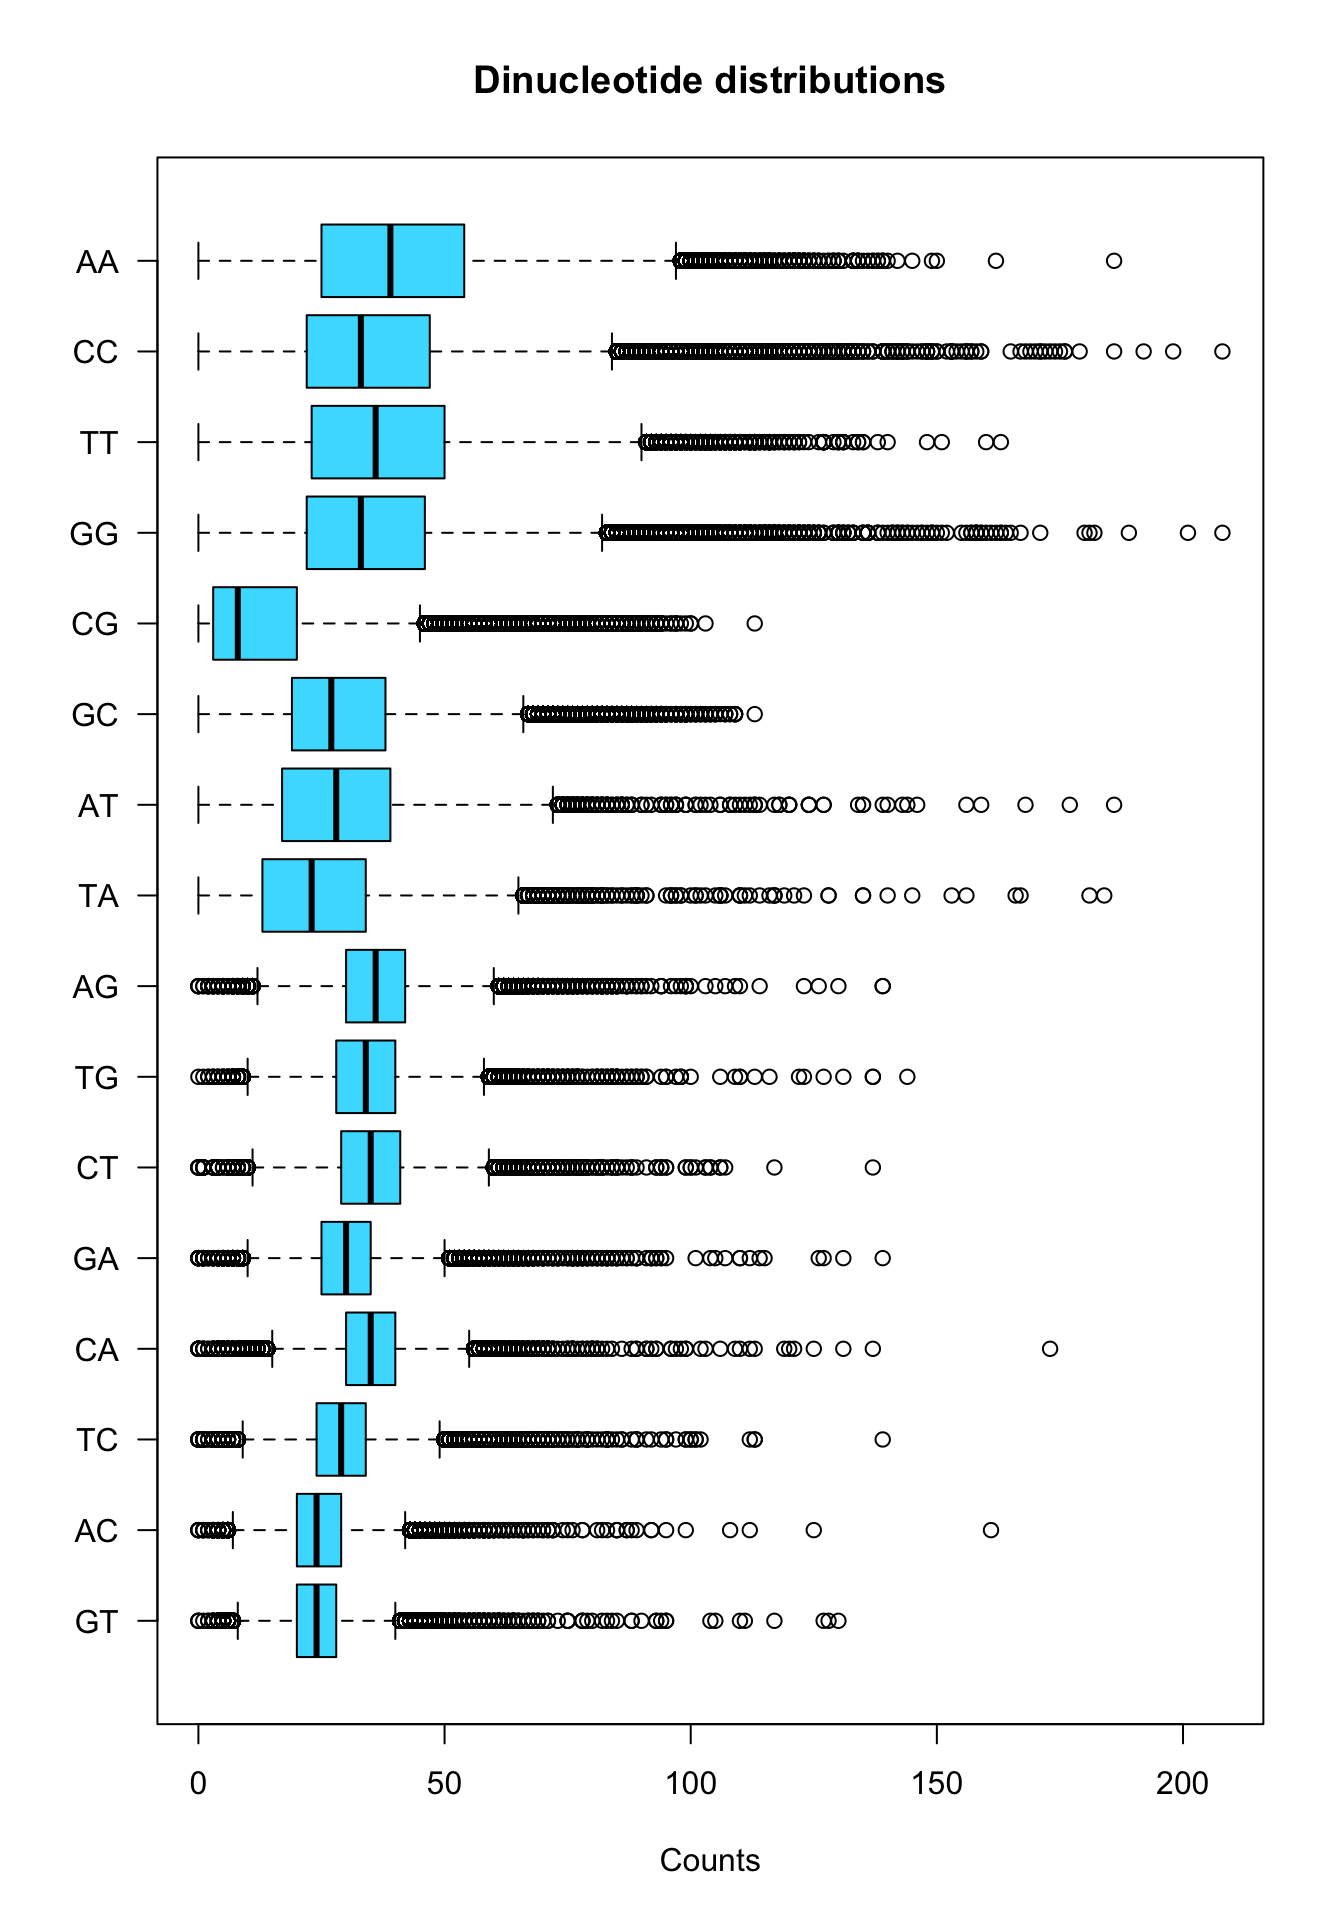 Dinucleotide distributions
AA
CC
TT
GG
CG
GC
AT
TA
AG
TG
CT
GA
CA
TC
AC
GT
0 50 100 150 200
Counts